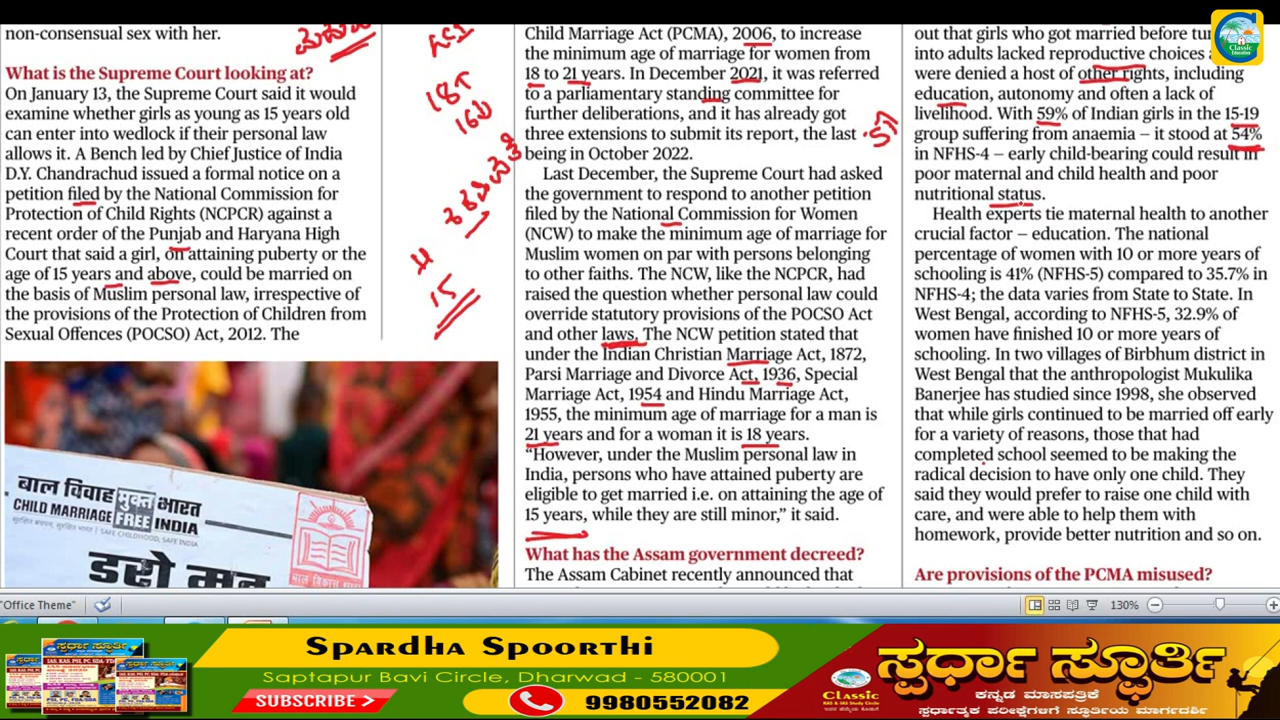 non-consensual sex with her.
What is the Supreme Court looking at?
On January 13, the Supreme Court said it would
examine whether girls as young as 15 years old
can enter into wedlock if their personal law
allows it. A Bench led by Chief Justice of India
D.Y. Chandrachud issued a formal notice on a
petition filed by the National Commission for
Protection of Child Rights (NCPCR) against a
recent order of the Punjab and Haryana High
Court that said a girl, on attaining puberty or the
age of 15 years and above, could be married on
the basis of Muslim personal law, irrespective of
the provisions of the Protection of Children from
Sexual Offences (POCSO) Act, 2012. The
बाल विवाह मुक्त भारत
CHILD MARRIAGE FREE INDIA
SAFE CHILDHOOD, SAFE INDIA
18
16
15
Child Marriage Act (PCMA), 2006, to increase
the minimum age of marriage for women from
18 to 21 years. In December 2021, it was referred
to a parliamentary standing committee for
further deliberations, and it has already got
three extensions to submit its report, the last
being in October 2022.
Last December, the Supreme Court had asked
the government to respond to another petition
filed by the National Commission for Women
(NCW) to make the minimum age of marriage for
Muslim women on par with persons belonging
to other faiths. The NCW, like the NCPCR, had
raised the question whether personal law could
override statutory provisions of the POCSO Act
and other laws. The NCW petition stated that
under the Indian Christian Marriage Act, 1872,
Parsi Marriage and Divorce Act, 1936, Special
Marriage Act, 1954 and Hindu Marriage Act,
1955, the minimum age of marriage for a man is
21 years and for a woman it is 18 years.
“However, under the Muslim personal law in
India, persons who have attained puberty are
eligible to get married i.e. on attaining the age of
15 years, while they are still minor,” it said.
What has the Assam government decreed?
The Assam Cabinet recently announced that
out that girls who got married before
into adults lacked reproductive choices
were denied a host of other rights, including
education, autonomy and often a lack of
livelihood. With 59% of Indian girls in the 15-19
group suffering from anaemia — it stood at 54%
in NFHS-4 — early child-bearing could result in
poor maternal and child health and poor
nutritional status.
Health experts tie maternal health to another
crucial factor — education. The national
percentage of women with 10 or more years of
schooling is 41% (NFHS-5) compared to 35.7% in
NFHS-4; the data varies from State to State. In
West Bengal, according to NFHS-5, 32.9% of
women have finished 10 or more years of
schooling. In two villages of Birbhum district in
West Bengal that the anthropologist Mukulika
Banerjee has studied since 1998, she observed
that while girls continued to be married off early
for a variety of reasons, those that had
completed school seemed to be making the
radical decision to have only one child. They
said they would prefer to raise one child with
care, and were able to help them with
homework, provide better nutrition and so on.
Are provisions of the PCMA misused?
Classic
Education
"Office Theme"
130%
Spardha Spoorthi
Saptapur Bavi Circle, Dharwad - 580001
SUBSCRIBE
9980552082
Classic
KAS & IAS Study Circle
ಸ್ಪರ್ಧಾ ಸ್ಫೂರ್ತಿ
ಕನ್ನಡ ಮಾಸಪತ್ರಿಕೆ
ಸ್ಪರ್ಧಾತ್ಮಕ ಪರೀಕ್ಷೆಗಳಿಗೆ ಸ್ಫೂರ್ತಿಯ ಮಾರ್ಗದರ್ಶಿ